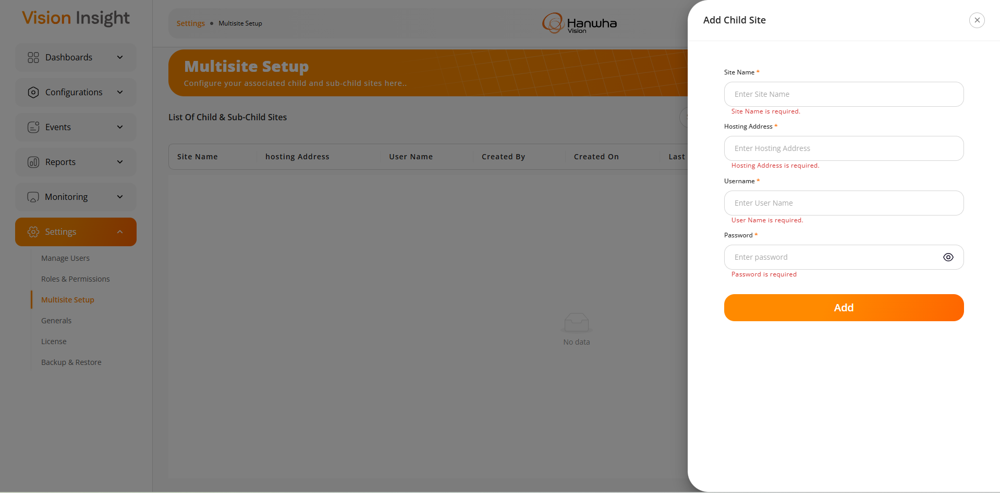 Vision Insight
Dashboards
Configurations
Events
Reports
Monitoring
Settings
Manage Users
Roles & Permissions
Multisite Setup
Generals
License
Backup & Restore
Settings • Multisite Setup
Hanwha
Vision
Multisite Setup
Configure your associated child and sub-child sites here..
List Of Child & Sub-Child Sites
Site Name hosting Address User Name Created By Created On Last
No data
Add Child Site
Site Name *
Enter Site Name
Site Name is required.
Hosting Address *
Enter Hosting Address
Hosting Address is required.
Username *
Enter User Name
User Name is required.
Password *
Enter password
Password is required
Add